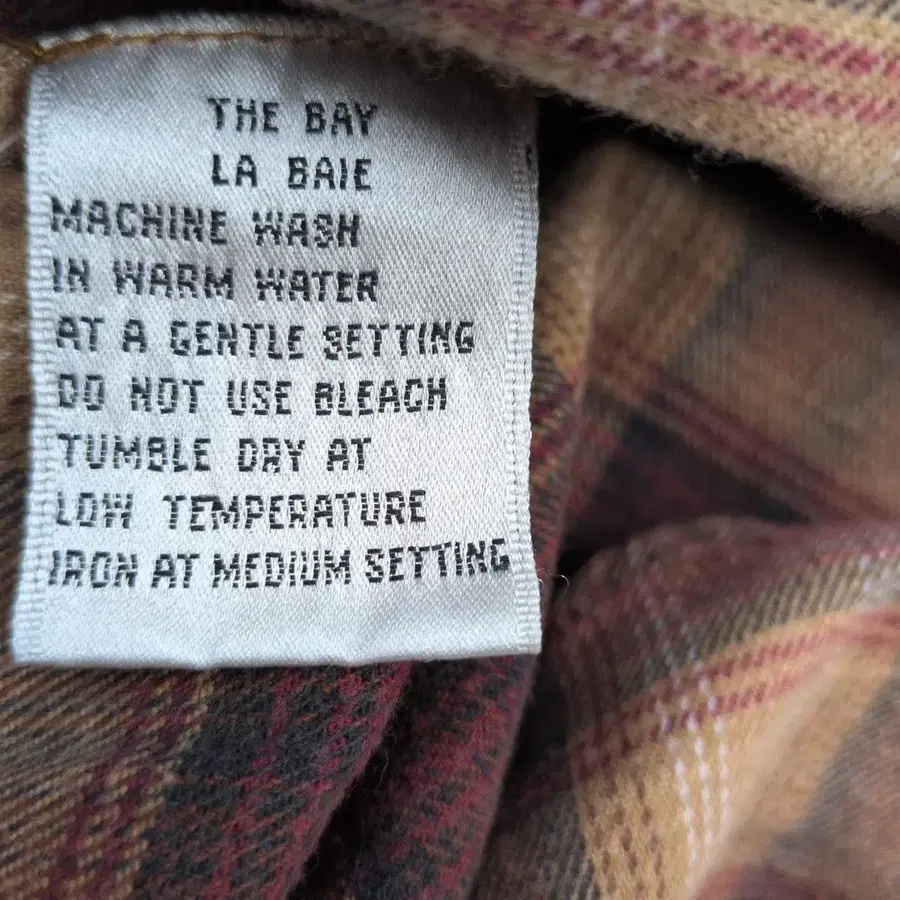 THE BAY
LA BAIE
MACHINE WASH
IN WARM WATER
AT A GENTLE SETTING
DO NOT USE BLEACH
TUMBLE DRY AT
LOW TEMPERATURE
IRON AT MEDIUM SETTING